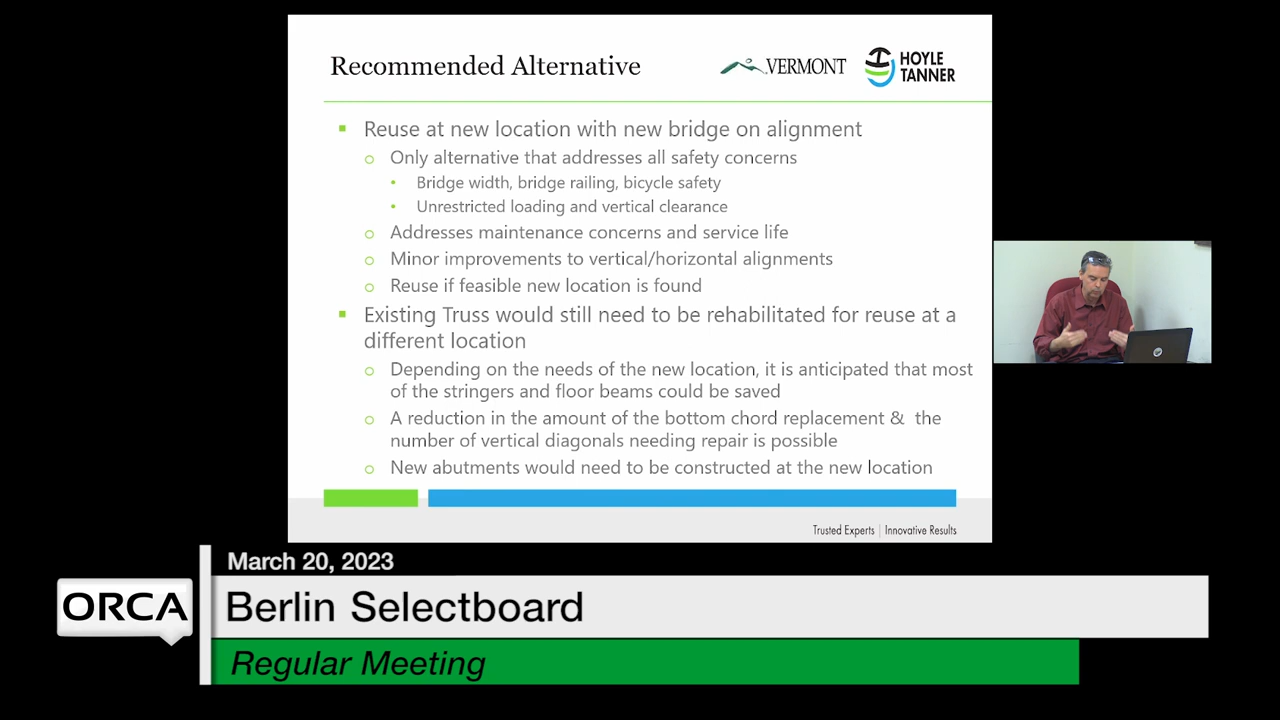 Recommended Alternative
VERMONT
HOYLE
TANNER
Reuse at new location with new bridge on alignment
Only alternative that addresses all safety concerns
Bridge width, bridge railing, bicycle safety
Unrestricted loading and vertical clearance
Addresses maintenance concerns and service life
Minor improvements to vertical/horizontal alignments
Reuse if feasible new location is found
Existing Truss would still need to be rehabilitated for reuse at a
different location
Depending on the needs of the new location, it is anticipated that most
of the stringers and floor beams could be saved
A reduction in the amount of the bottom chord replacement & the
number of vertical diagonals needing repair is possible
New abutments would need to be constructed at the new location
Trusted Experts | Innovative Results
March 20, 2023
ORCA
Berlin Selectboard
Regular Meeting